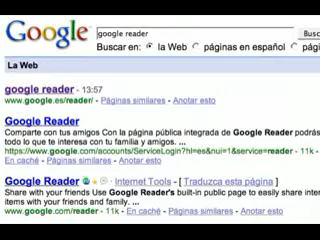 Google
google reader
Busc
Buscar en: la Web páginas en español pági
La Web
google reader - 13:57
www.google.es/reader/ - Páginas similares - Anotar esto
Google Reader
Comparte con tus amigos Con la página pública integrada de Google Reader podrás
todo lo que te interesa con tu familia y amigos. ...
https://www.google.com/accounts/ServiceLogin?hl=es&nui=1&service=reader - 11k -
En caché - Páginas similares - Anotar esto
Google Reader - Internet Tools - [ Traduzca esta página ]
Share with your friends Use Google Reader's built-in public page to easily share inter
items with your friends and family. ...
www.google.com/reader - 11k - En caché - Páginas similares - Anotar esto